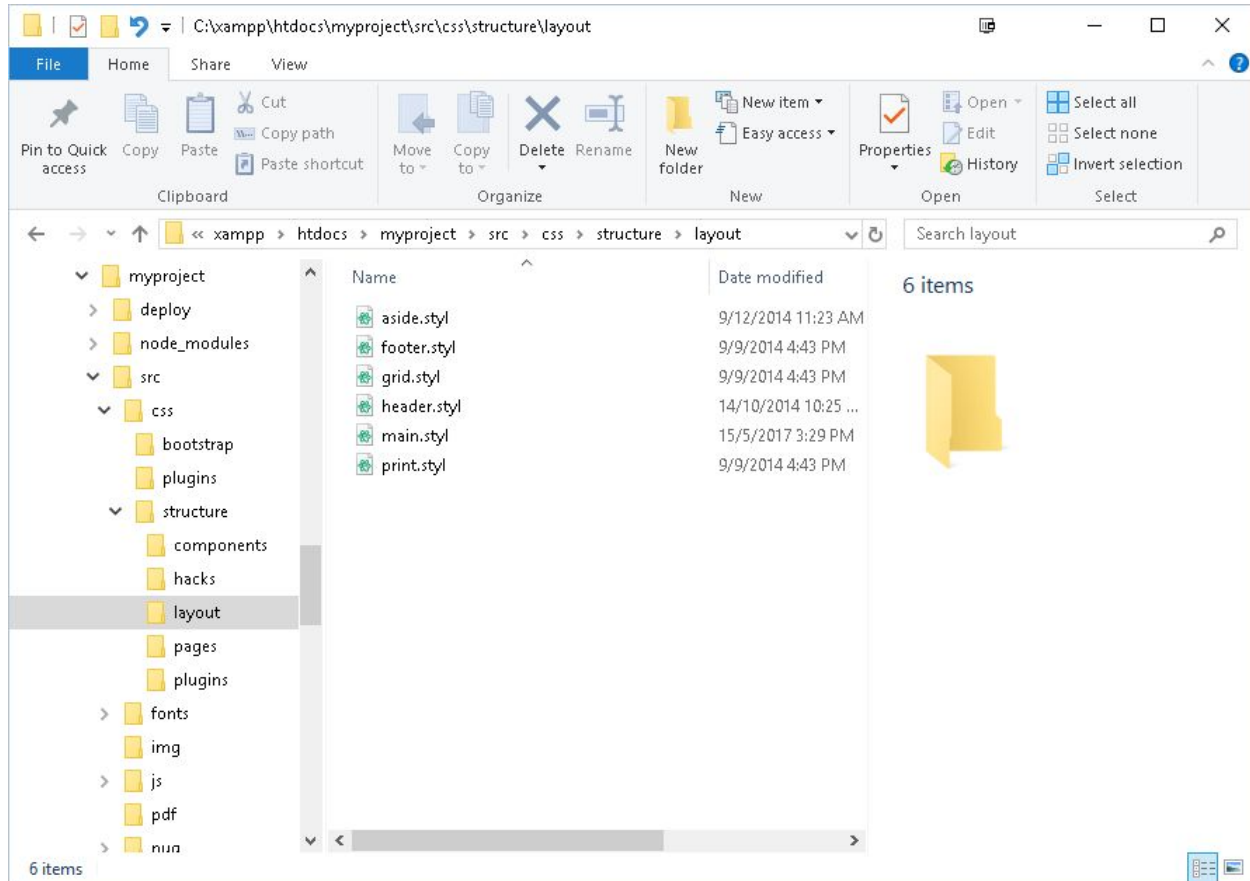 C:\xampp\htdocs\myproject\src\css\structure\layout
File Home Share View
Pin to Quick access
Copy
Paste
Cut
Copy path
Paste shortcut
Clipboard
Move to
Copy to
Delete
Rename
Organize
New folder
New item
Easy access
New
Properties
Open
Edit
History
Open
Select all
Select none
Invert selection
Select
« xampp > htdocs > myproject > src > css > structure > layout
Search layout
myproject
deploy
node_modules
src
css
bootstrap
plugins
structure
components
hacks
layout
pages
plugins
fonts
img
js
pdf
Name Date modified
aside.styl 9/12/2014 11:23 AM
footer.styl 9/9/2014 4:43 PM
grid.styl 9/9/2014 4:43 PM
header.styl 14/10/2014 10:25 ...
main.styl 15/5/2017 3:29 PM
print.styl 9/9/2014 4:43 PM
6 items
6 items